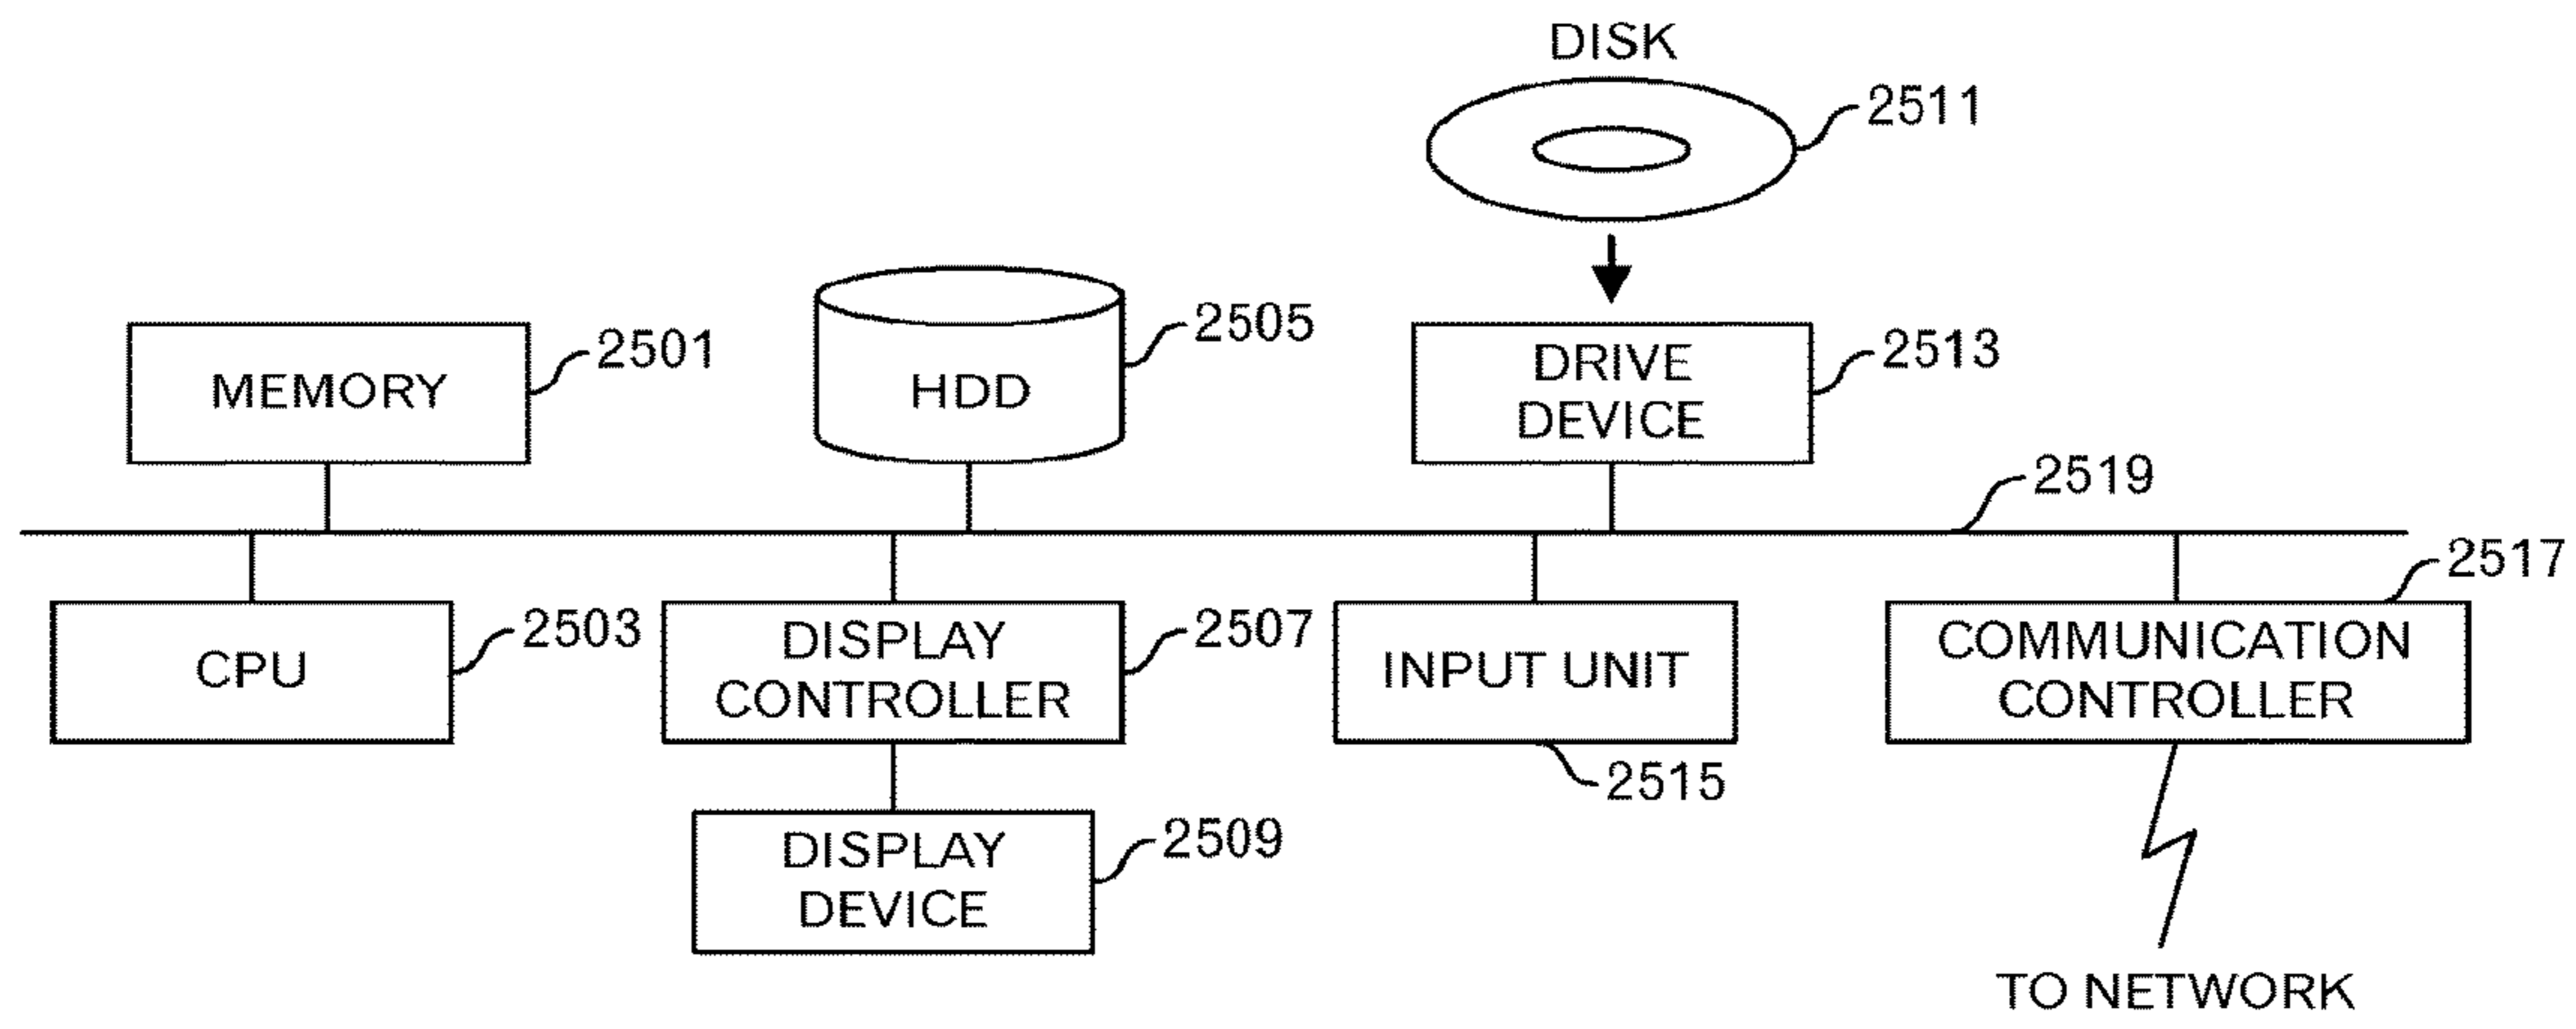 DISK
2511
2505
2501
MEMORY
HDD
DRIVE
DEVICE
2513
2519
2517
CPU
2503
DISPLAY
CONTROLLER
2507
INPUT UNIT
2515
COMMUNICATION
CONTROLLER
DISPLAY
DEVICE
2509
TO NETWORK